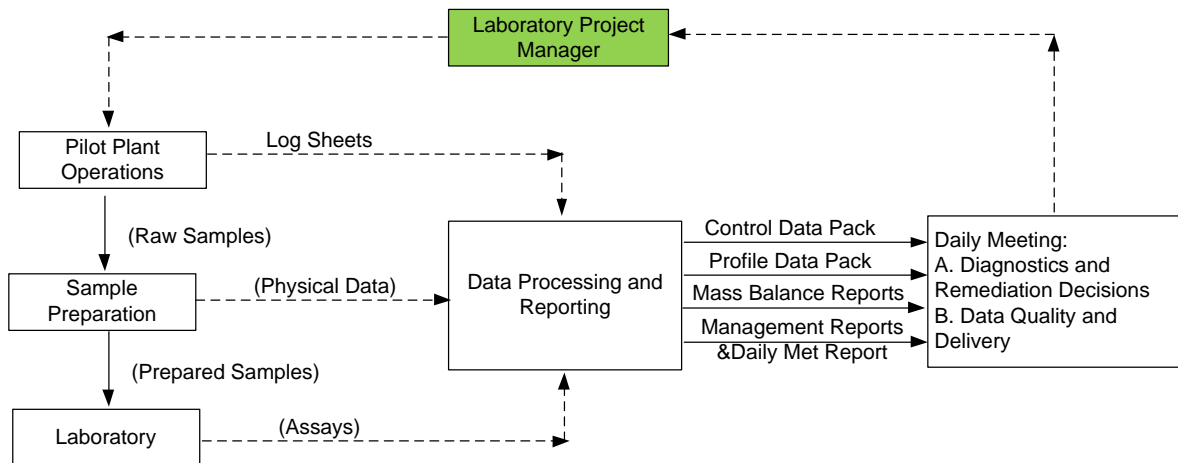 Laboratory Project
Manager
Pilot Plant
Operations
Log Sheets
(Raw Samples)
Sample
Preparation
(Physical Data)
(Prepared Samples)
Laboratory
(Assays)
Data Processing and
Reporting
Control Data Pack
Profile Data Pack
Mass Balance Reports
Management Reports
&Daily Met Report
Daily Meeting:
A. Diagnostics and
Remediation Decisions
B. Data Quality and
Delivery